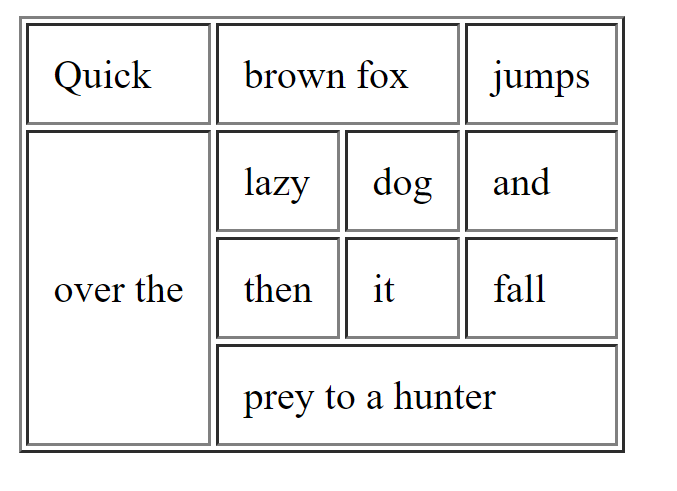 Quick brown fox jumps
over the
lazy dog and
then it fall
prey to a hunter